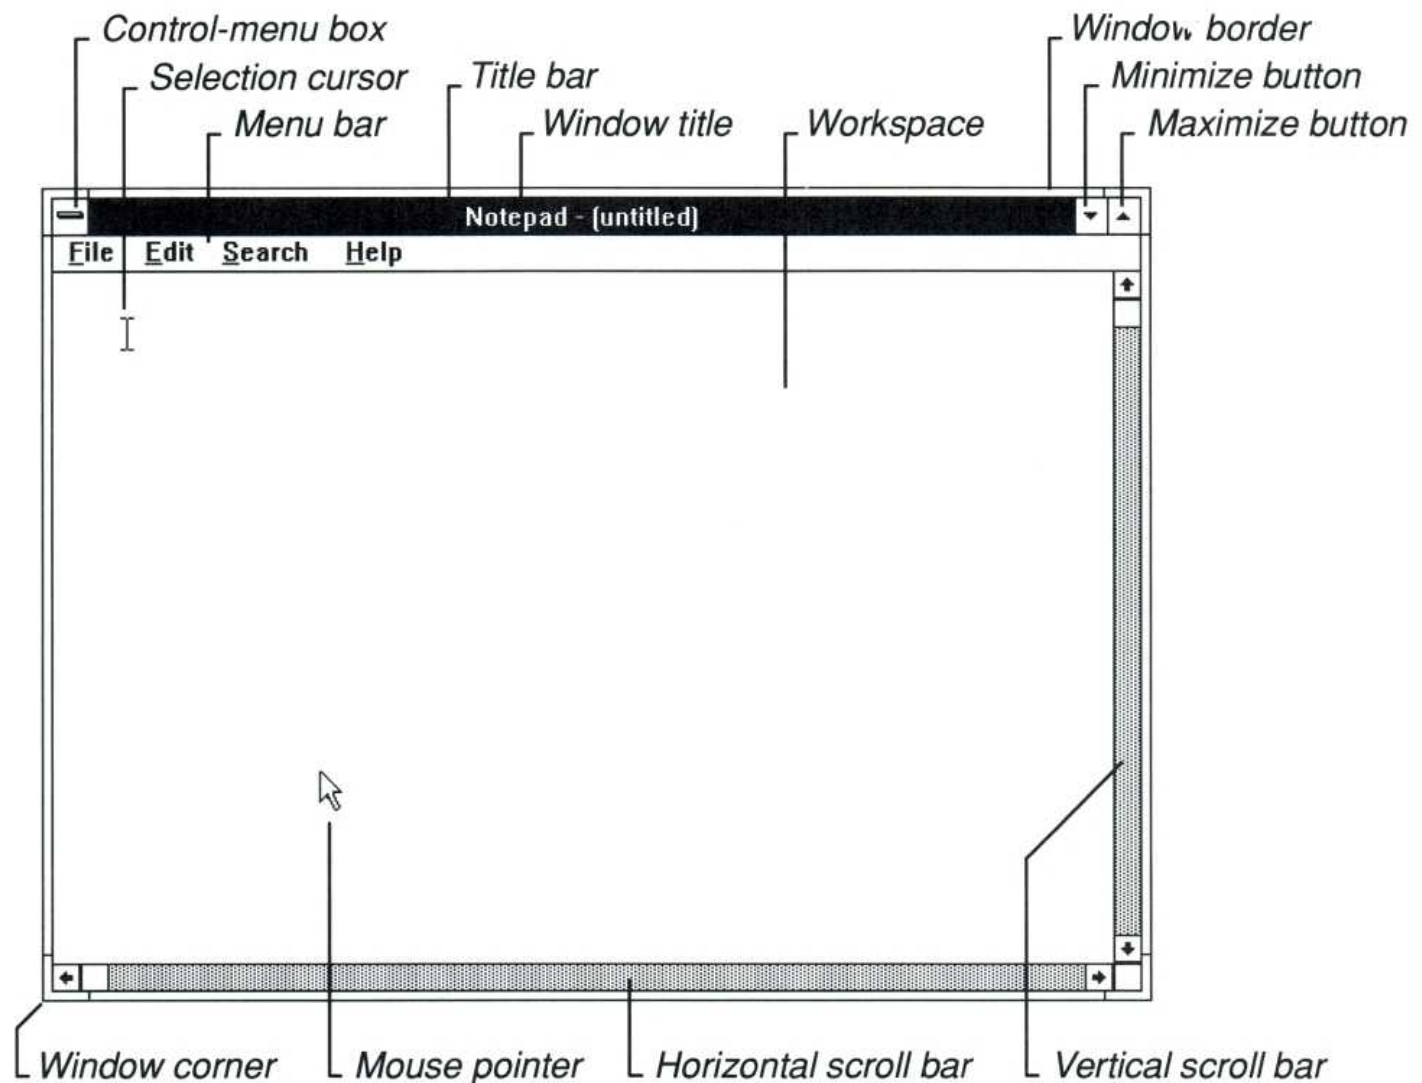 Control-menu box
Window border
Selection cursor
Title bar
Minimize button
Menu bar
Window title
Workspace
Maximize button
Notepad - (untitled)
File Edit Search Help
Window corner
Mouse pointer
Horizontal scroll bar
Vertical scroll bar